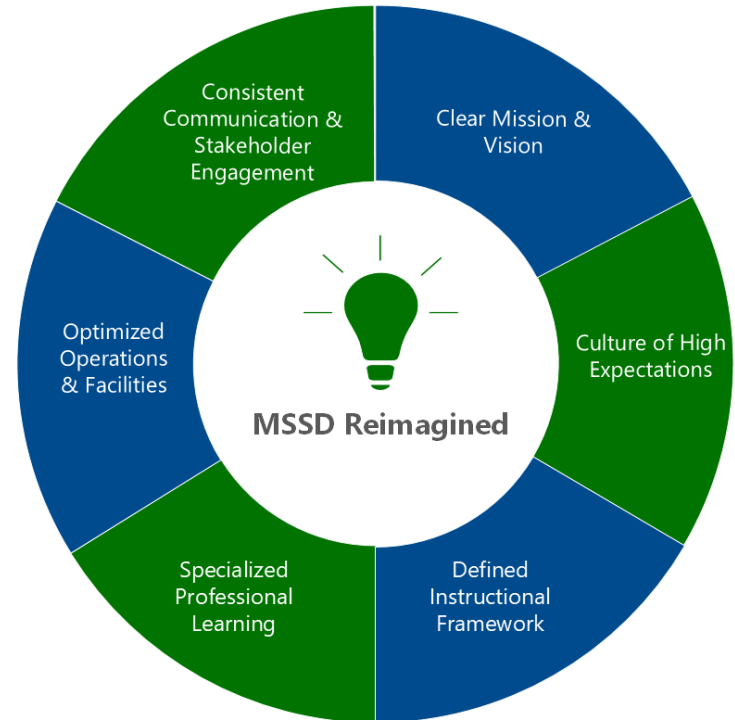 Consistent
Communication &
Stakeholder
Engagement
Clear Mission &
Vision
Optimized
Operations
& Facilities
Culture of High
Expectations
MSSD Reimagined
Specialized
Professional
Learning
Defined
Instructional
Framework